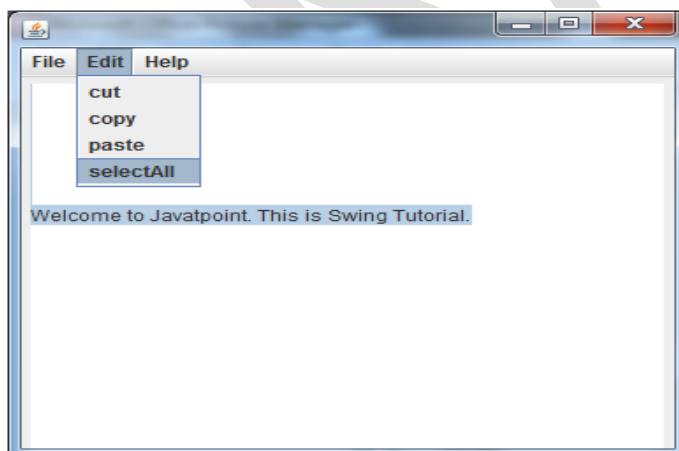 File Edit Help
cut
copy
paste
selectAll
Welcome to Javatpoint. This is Swing Tutorial.